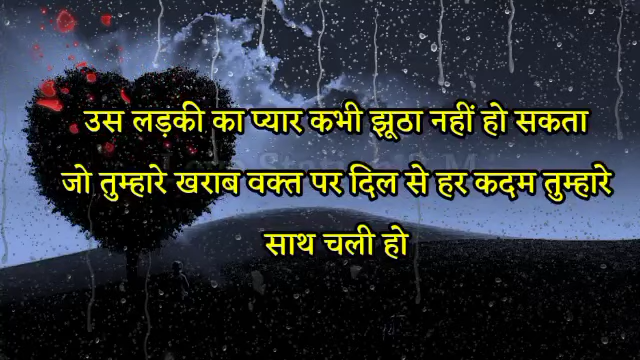 उस लड़की का प्यार कभी झूठा नहीं हो सकता
जो तुम्हारे खराब वक्त पर दिल से हर कदम तुम्हारे
साथ चली हो